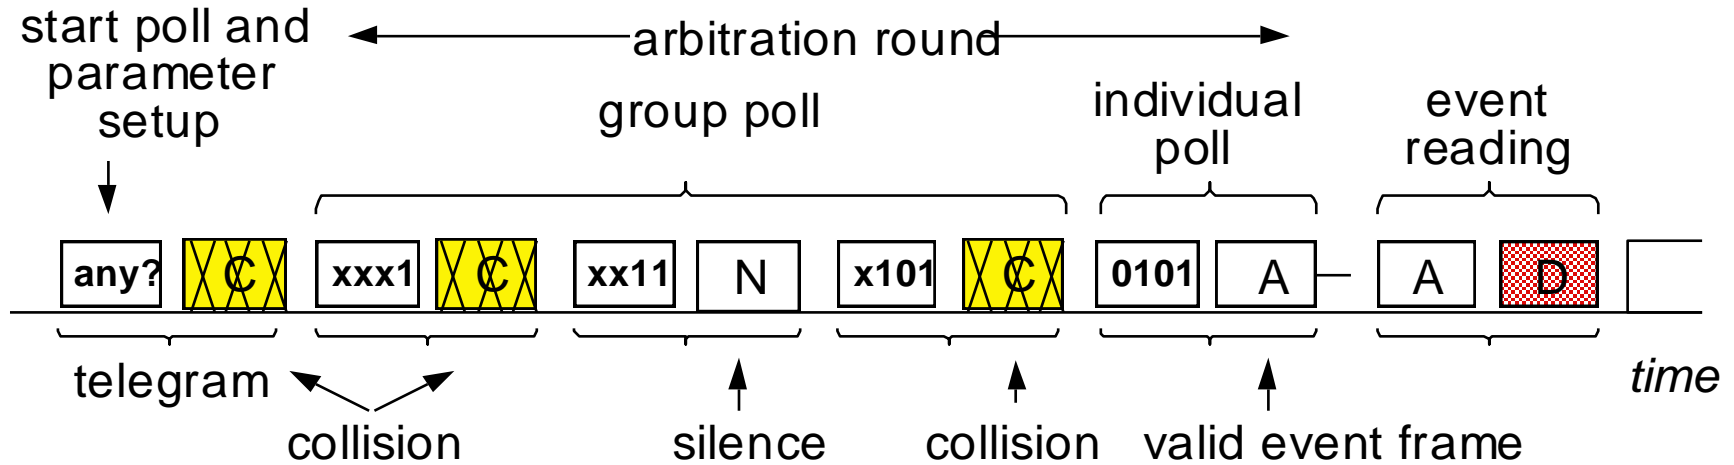 start poll and
parameter
setup
arbitration round
group poll
individual
poll
event
reading
any? C xxx1 C xx11 N x101 C 0101 A A D
telegram
time
collision
silence
collision
valid event frame